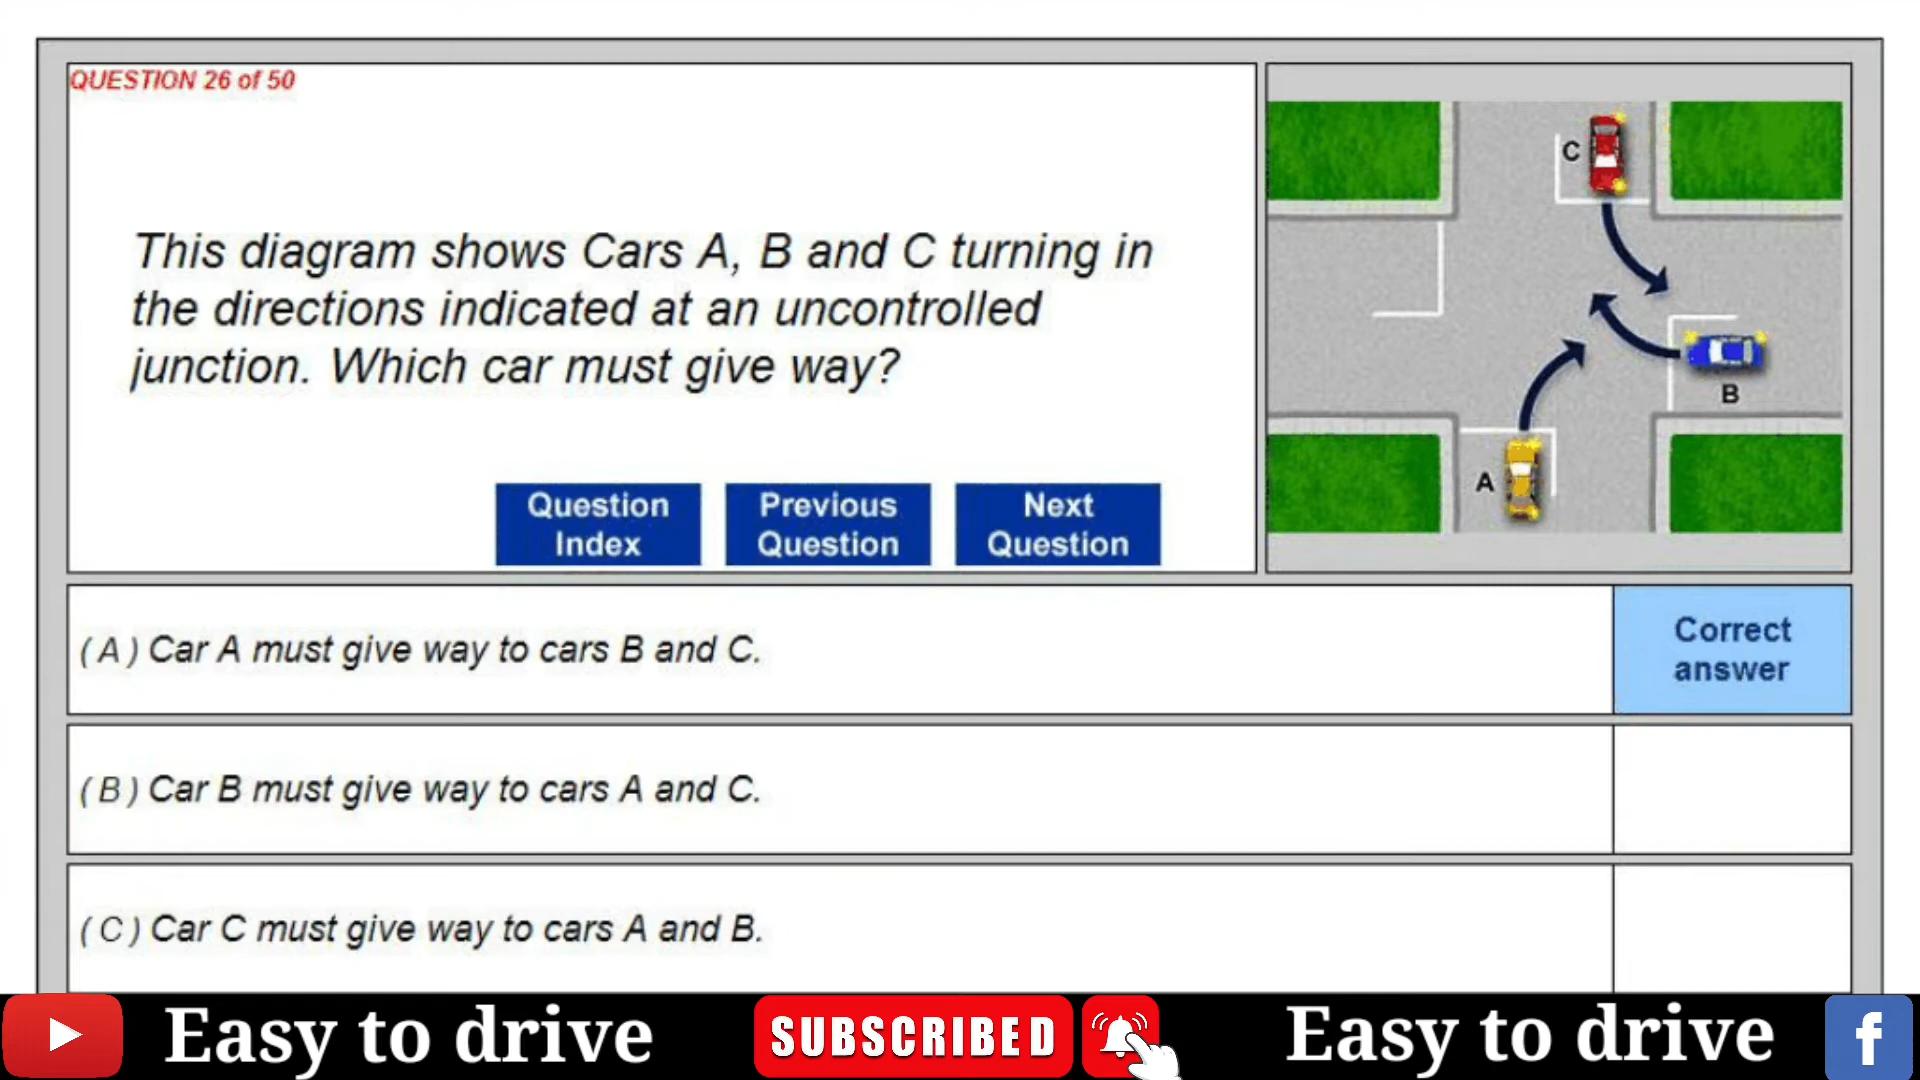 QUESTION 26 of 50
This diagram shows Cars A, B and C turning in
the directions indicated at an uncontrolled
junction. Which car must give way?
Question
Index
Previous
Question
Next
Question
C
B
A
(A) Car A must give way to cars B and C.
Correct
answer
(B) Car B must give way to cars A and C.
(C) Car C must give way to cars A and B.
Easy to drive
SUBSCRIBED
Easy to drive
f